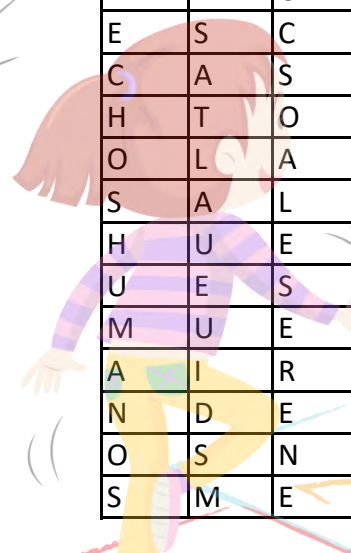 E S C
C A S
H T O
O L A
S A L
H U E
U E S
M U E
A I R
N D E
O S N
S M E